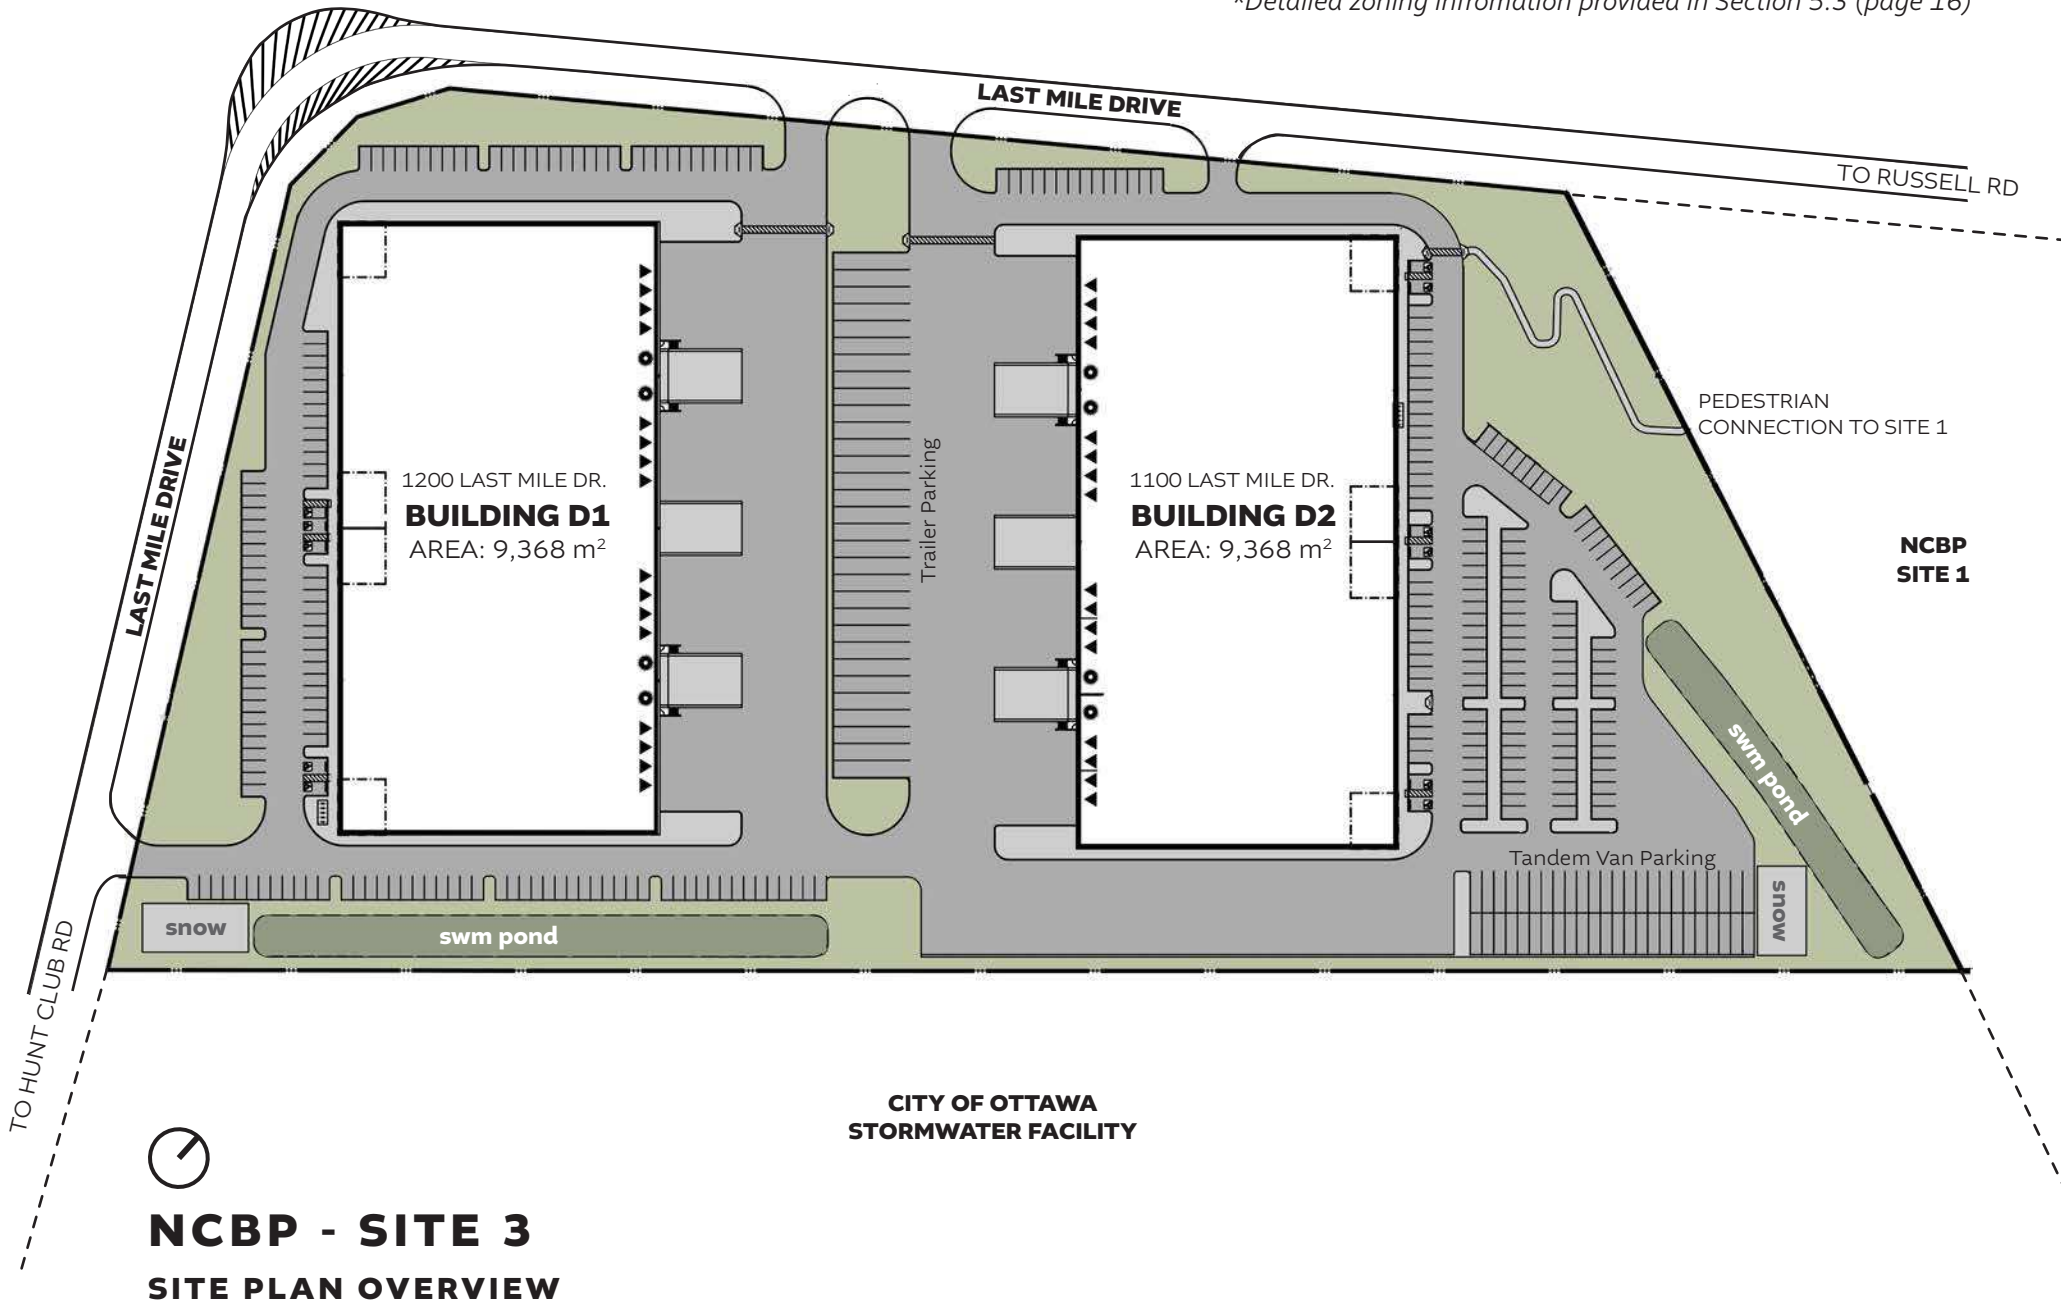 *Detailed zoning infromation provided in Section 5.3 (page 16)
LAST MILE DRIVE
TO RUSSELL RD
PEDESTRIAN
CONNECTION TO SITE 1
LAST MILE DRIVE
1200 LAST MILE DR.
BUILDING D1
AREA: 9,368 m²
Trailer Parking
1100 LAST MILE DR.
BUILDING D2
AREA: 9,368 m²
NCBP
SITE 1
swm pond
Tandem Van Parking
snow
snow
swm pond
TO HUNT CLUB RD
CITY OF OTTAWA
STORMWATER FACILITY
NCBP - SITE 3
SITE PLAN OVERVIEW